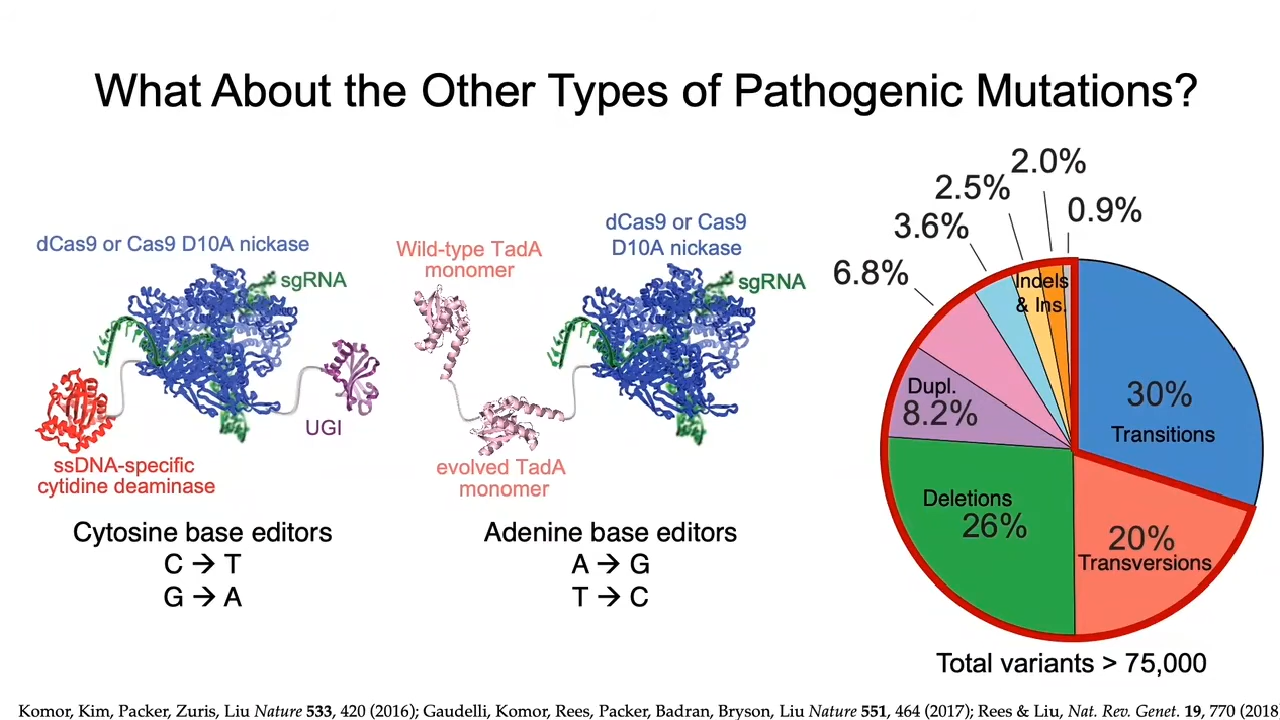 What About the Other Types of Pathogenic Mutations?
dCas9 or Cas9 D10A nickase
sgRNA
UGI
ssDNA-specific
cytidine deaminase
Cytosine base editors
C → T
G → A
Wild-type TadA
monomer
dCas9 or Cas9
D10A nickase
sgRNA
evolved TadA
monomer
Adenine base editors
A → G
T → C
2.0%
2.5%
0.9%
3.6%
6.8%
Indels
& Ins.
30%
Transitions
Dupl.
8.2%
Deletions
26%
20%
Transversions
Total variants > 75,000
Komor, Kim, Packer, Zuris, Liu Nature 533, 420 (2016); Gaudelli, Komor, Rees, Packer, Badran, Bryson, Liu Nature 551, 464 (2017); Rees & Liu, Nat. Rev. Genet. 19, 770 (2018